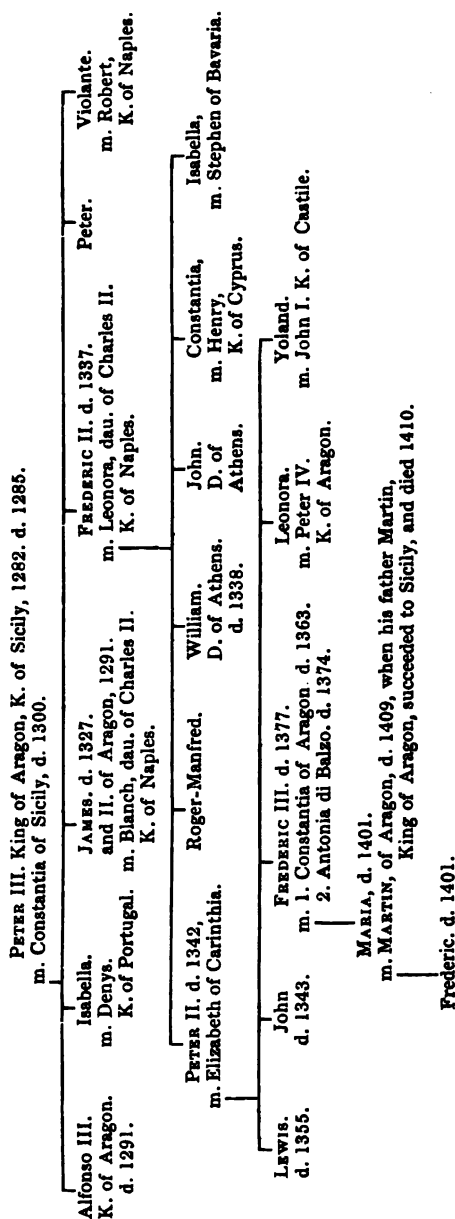 PETER III. King of Aragon, K. of Sicily, 1282. d. 1285.
m. Constantia of Sicily, d. 1300.
Alfonso III.
K. of Aragon.
d. 1291.
Isabella.
m. Denys.
K. of Portugal.
JAMES. d. 1327.
and II. of Aragon, 1291.
m. Blanch, dau. of Charles II.
K. of Naples.
FREDERIC II. d. 1337.
m. Leonora, dau. of Charles II.
K. of Naples.
Peter.
Violante.
m. Robert,
K. of Naples.
PETER II. d. 1342,
m. Elizabeth of Carinthia.
Roger-Manfred.
William.
D. of Athens.
d. 1338.
John.
D. of
Athens.
Constantia,
m. Henry,
K. of Cyprus.
Isabella,
m. Stephen of Bavaria.
LEWIS.
d. 1355.
John
d. 1343.
FREDERIC III. d. 1377.
m. 1. Constantia of Aragon. d. 1363.
2. Antonia di Balzo. d. 1374.
Leonora.
m. Peter IV.
K. of Aragon.
Yoland.
m. John I. K. of Castile.
MARIA, d. 1401.
m. MARTIN, of Aragon, d. 1409, when his father Martin,
King of Aragon, succeeded to Sicily, and died 1410.
Frederic. d. 1401.